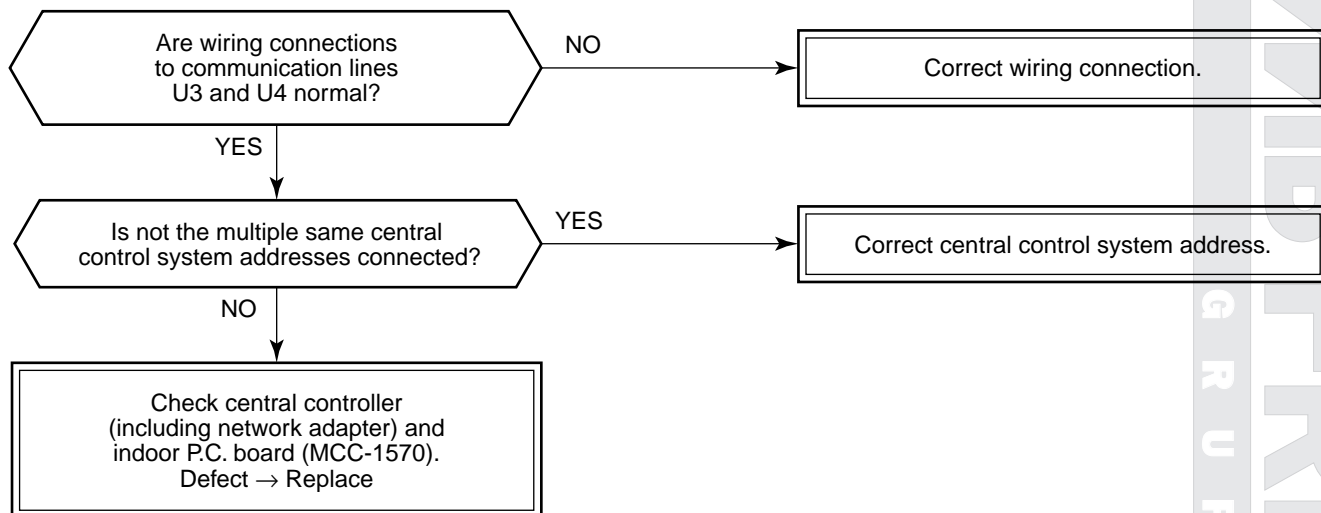 Are wiring connections
to communication lines
U3 and U4 normal?
NO
Correct wiring connection.
YES
Is not the multiple same central
control system addresses connected?
YES
Correct central control system address.
NO
Check central controller
(including network adapter) and
indoor P.C. board (MCC-1570).
Defect → Replace